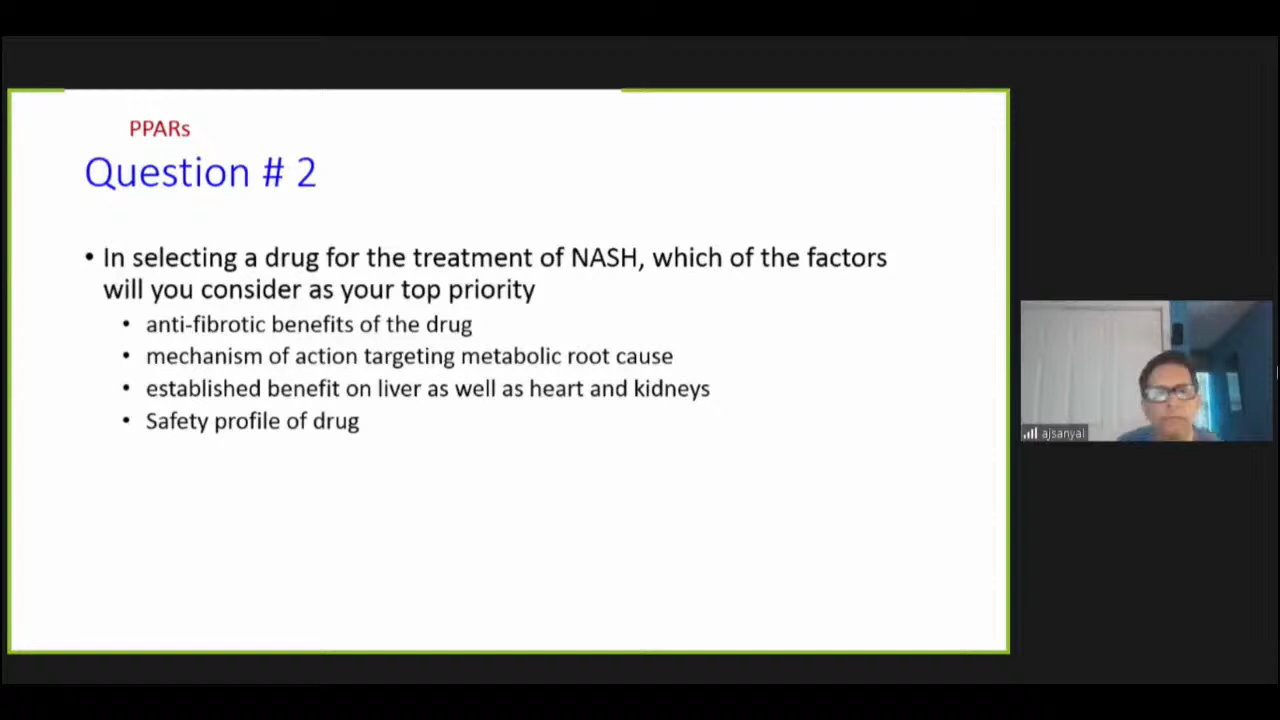 PPARs
Question # 2
• In selecting a drug for the treatment of NASH, which of the factors
will you consider as your top priority
• anti-fibrotic benefits of the drug
• mechanism of action targeting metabolic root cause
• established benefit on liver as well as heart and kidneys
• Safety profile of drug
ajsanyal